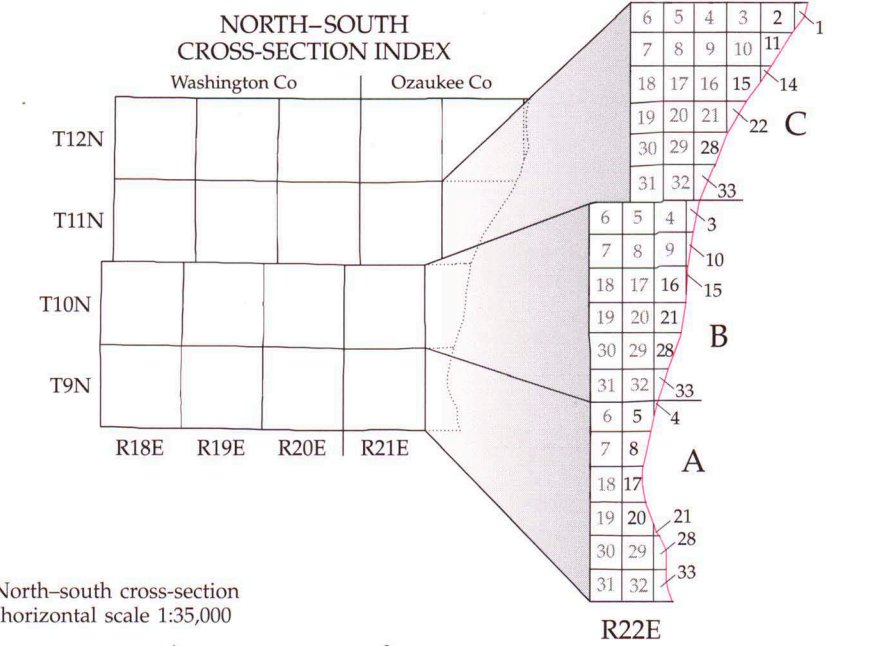 NORTH–SOUTH
CROSS-SECTION INDEX
Washington Co
Ozaukee Co
T12N
T11N
T10N
T9N
R18E R19E R20E R21E
6 5 4 3 2 1
7 8 9 10 11
18 17 16 15 14
19 20 21 22
30 29 28
31 32 33
C
6 5 4 3
7 8 9 10
18 17 16 15
19 20 21
30 29 28
31 32 33
B
6 5 4
7 8
18 17
19 20 21
30 29 28
31 32 33
A
R22E
North–south cross-section
horizontal scale 1:35,000